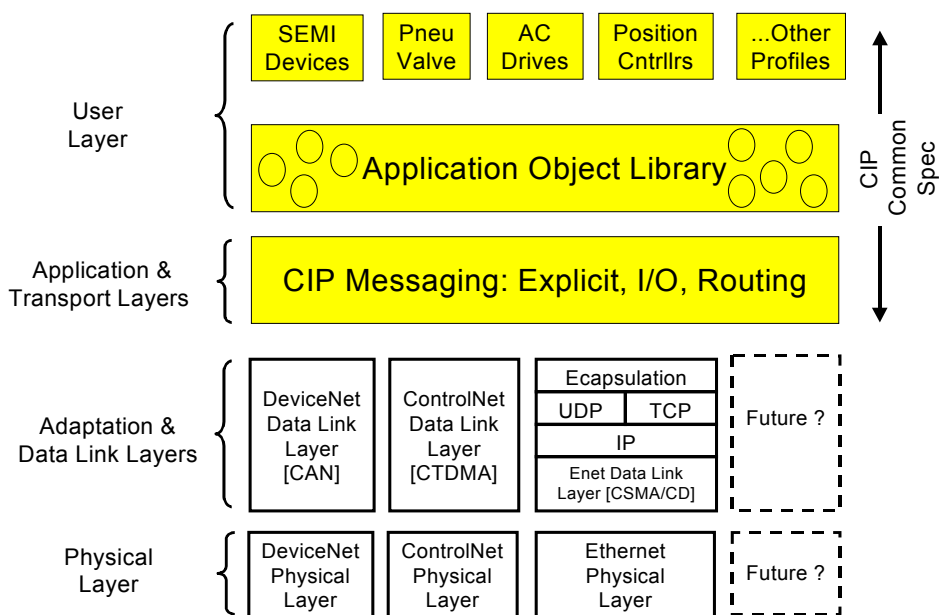 SEMI
Devices
Pneu
Valve
AC
Drives
Position
Cntrllrs
...Other
Profiles
User
Layer
Application Object Library
CIP
Common
Spec
Application &
Transport Layers
CIP Messaging: Explicit, I/O, Routing
Adaptation &
Data Link Layers
DeviceNet
Data Link
Layer
[CAN]
ControlNet
Data Link
Layer
[CTDMA]
Ecapsulation
UDP
TCP
IP
Enet Data Link
Layer [CSMA/CD]
Future ?
Physical
Layer
DeviceNet
Physical
Layer
ControlNet
Physical
Layer
Ethernet
Physical
Layer
Future ?